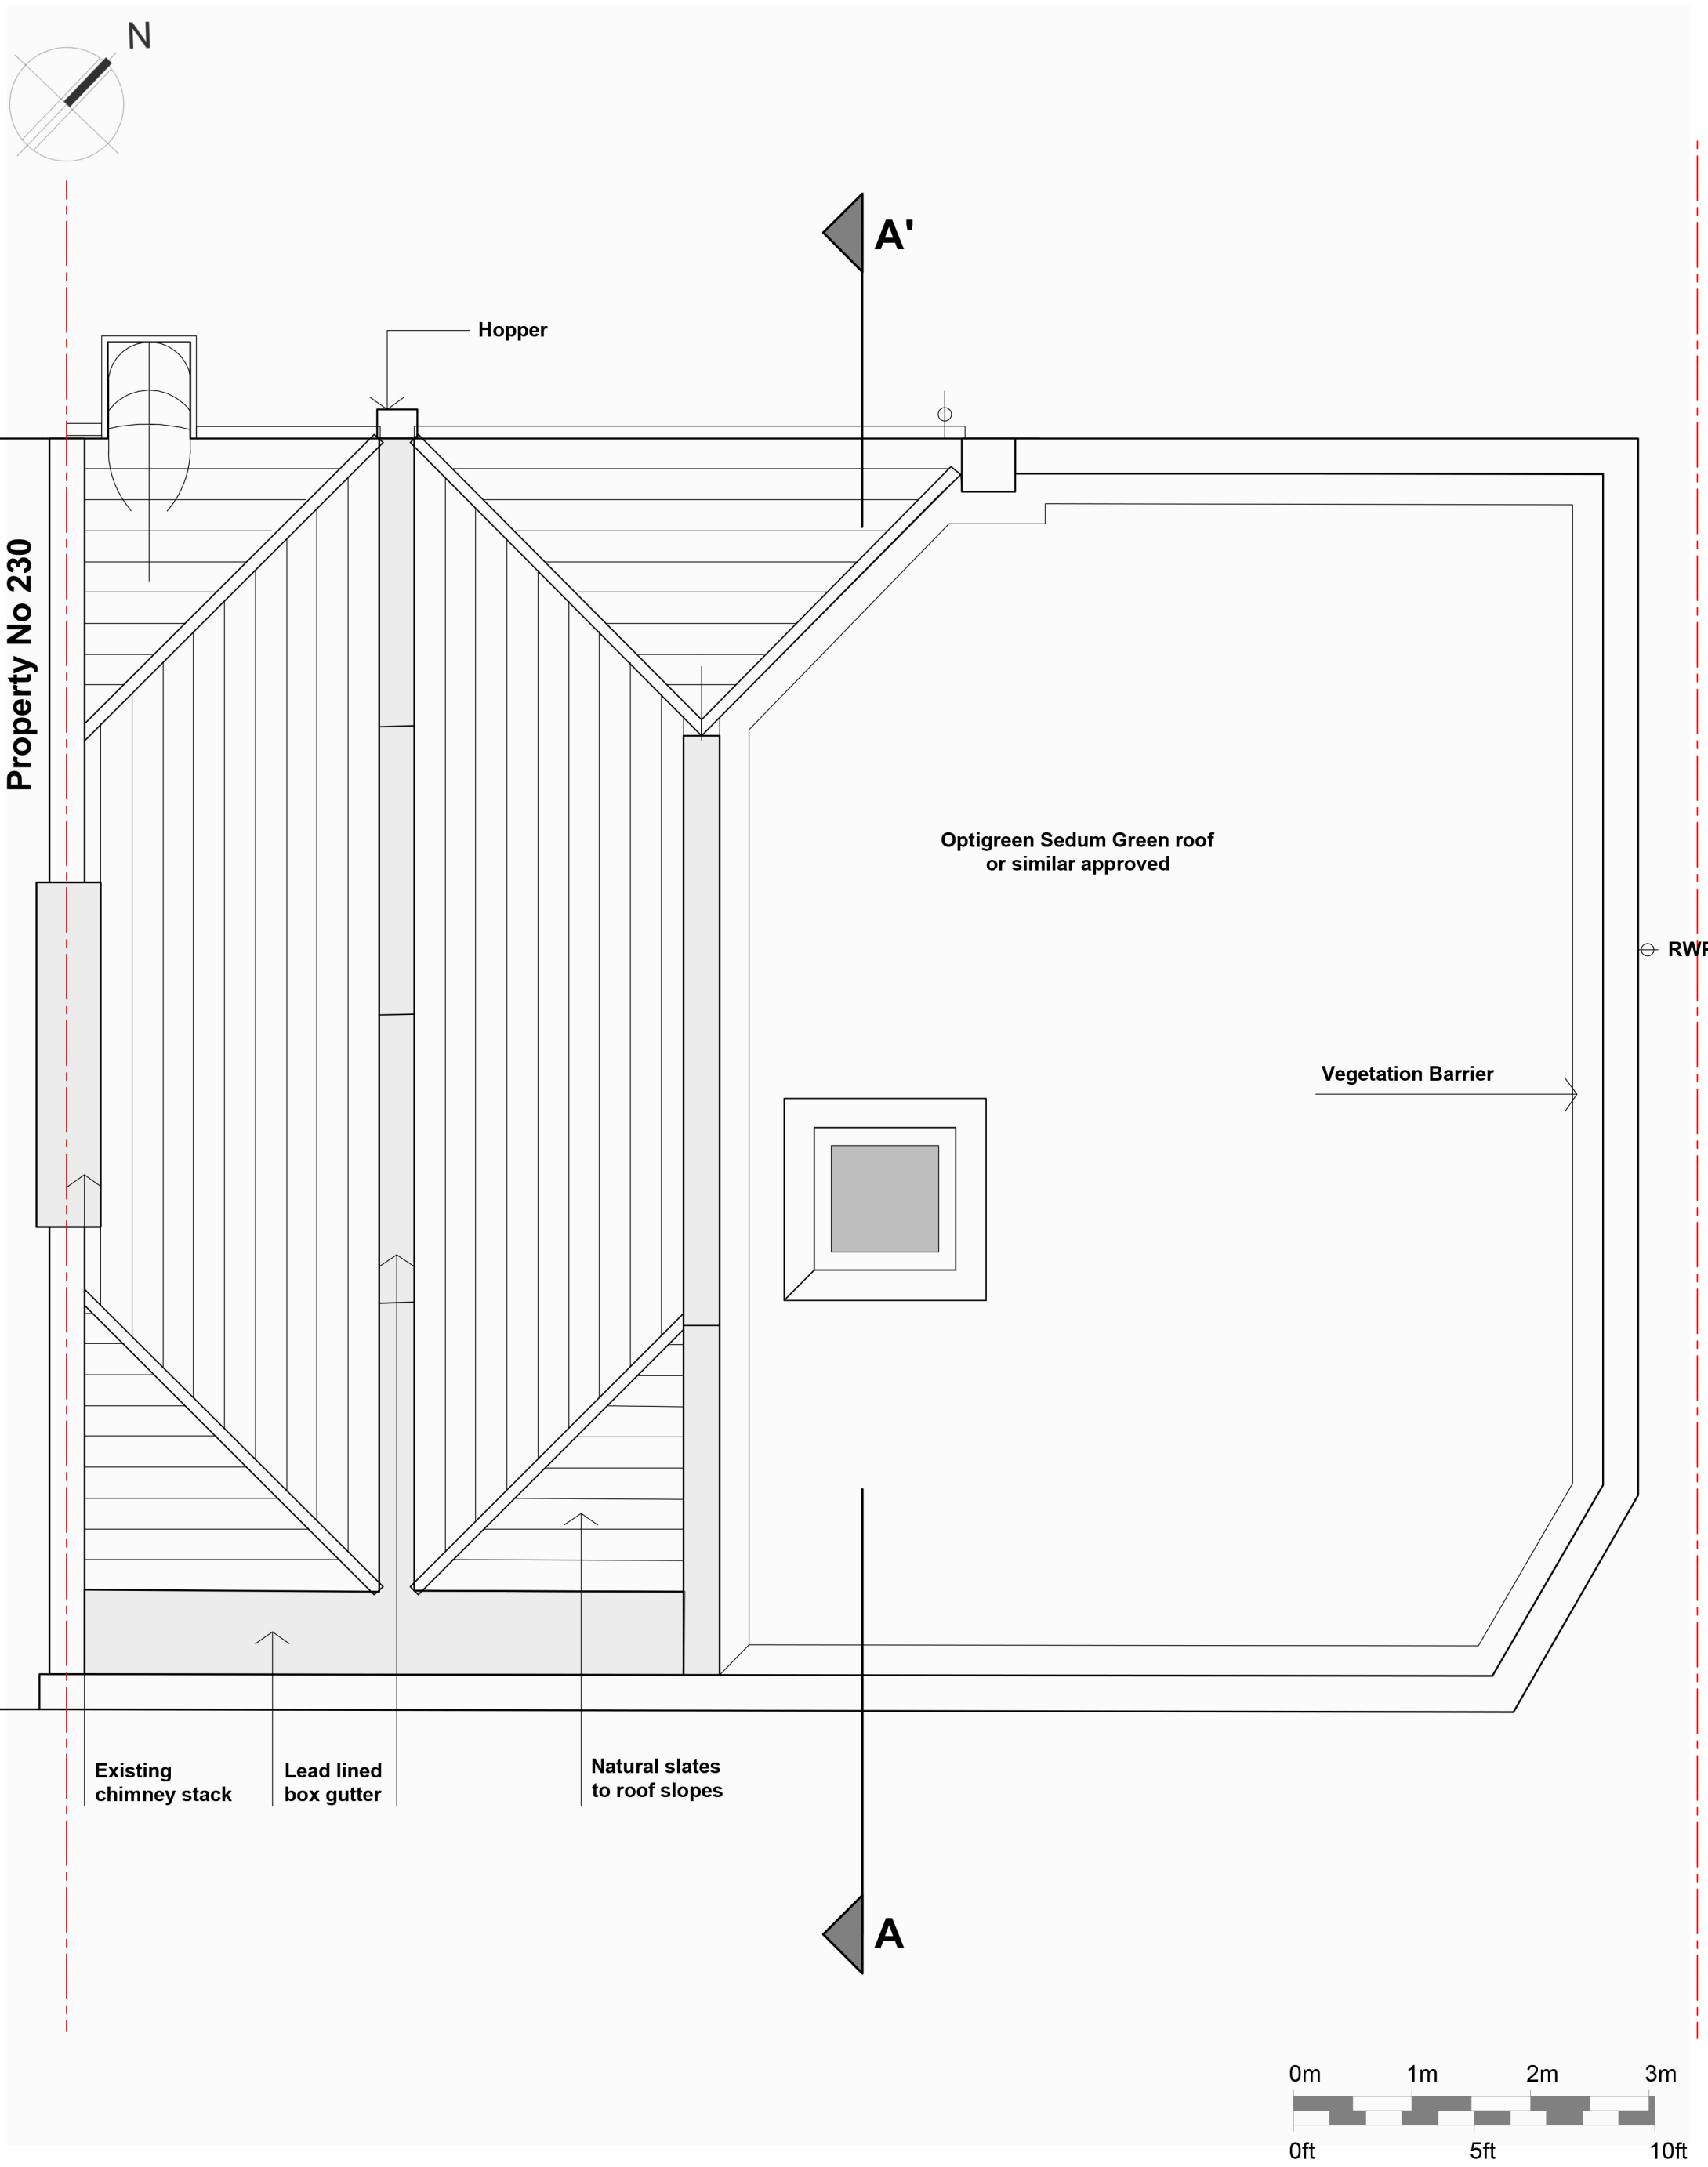 N
A'
Hopper
Property No 230
Optigreen Sedum Green roof
or similar approved
RWP
Vegetation Barrier
Existing
chimney stack
Lead lined
box gutter
Natural slates
to roof slopes
A
0m 1m 2m 3m
0ft 5ft 10ft